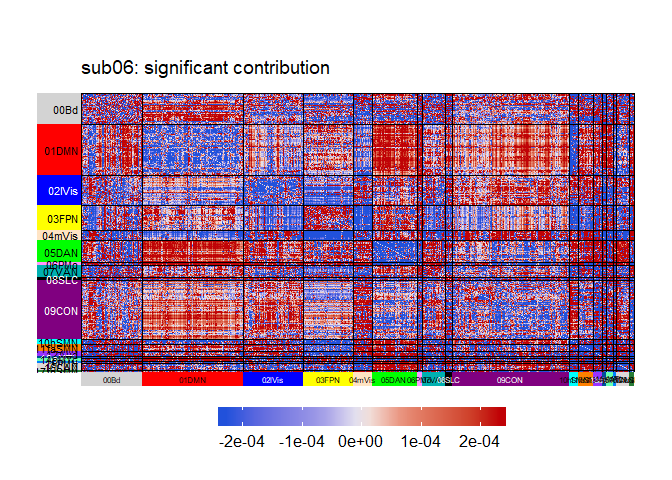 sub06: significant contribution
00Bd
01DMN
02lVis
03FPN
04mVis
05DAN
07VAN
08SLC
09CON
00Bd
01DMN
02lVis
03FPN
04mVis
05DAN
08SLC
09CON
-2e-04 -1e-04 0e+00 1e-04 2e-04